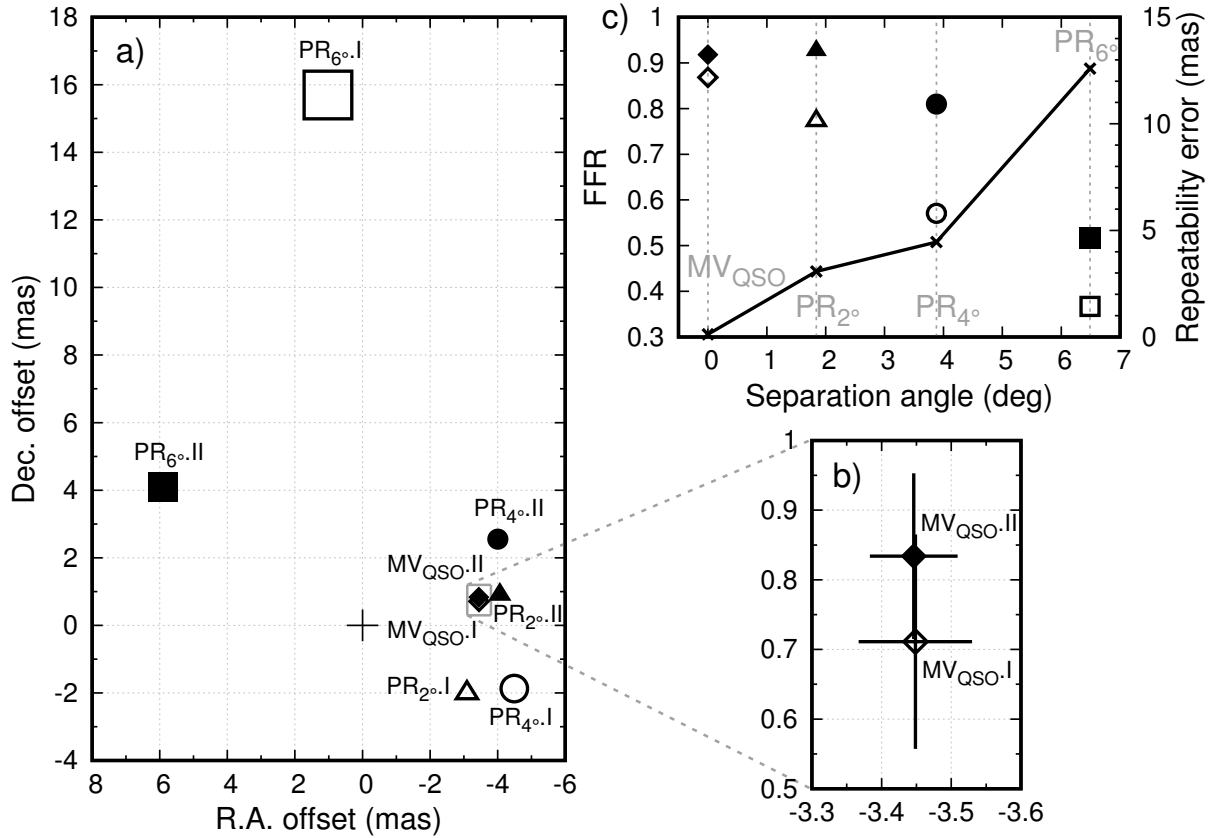 a)
18
16
14
12
10
8
6
4
2
0
-2
-4
Dec. offset (mas)
8
6
4
2
0
-2
-4
-6
R.A. offset (mas)
PR6°.I
PR6°.II
PR4°.II
MVQSO.II
PR2°.II
MVQSO.I
PR2°.I
PR4°.I
c)
1
0.9
0.8
0.7
0.6
0.5
0.4
0.3
FFR
15
10
5
0
Repeatability error (mas)
PR6°
MVQSO
PR2°
PR4°
0
1
2
3
4
5
6
7
Separation angle (deg)
b)
1
0.9
0.8
0.7
0.6
0.5
MVQSO.II
MVQSO.I
-3.3
-3.4
-3.5
-3.6